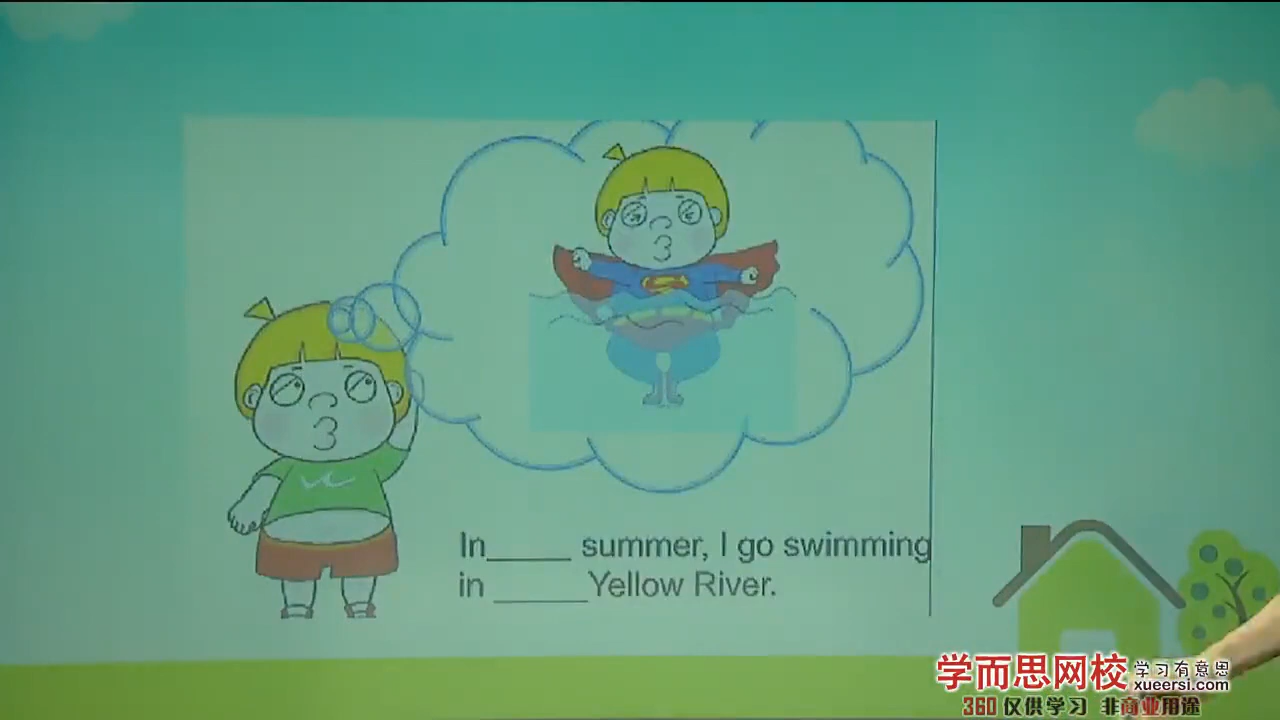 In_____ summer, I go swimming
in _____Yellow River.
学而思网校 学习有意思
xueersi.com
360 仅供学习 非商业用途